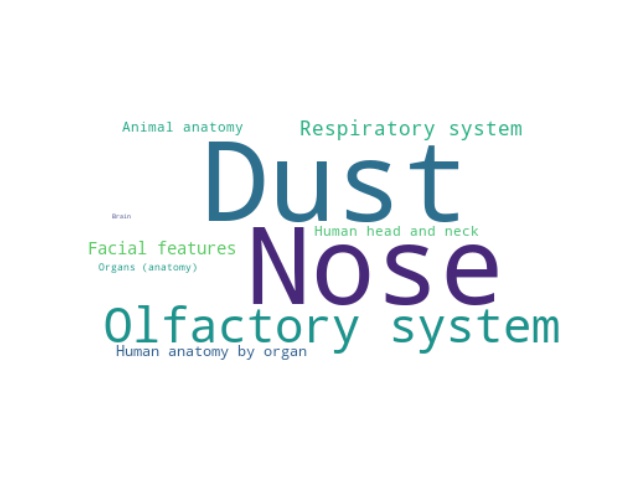 Animal anatomy
Respiratory system
Dust
Brain
Human head and neck
Nose
Facial features
Organs (anatomy)
Olfactory system
Human anatomy by organ